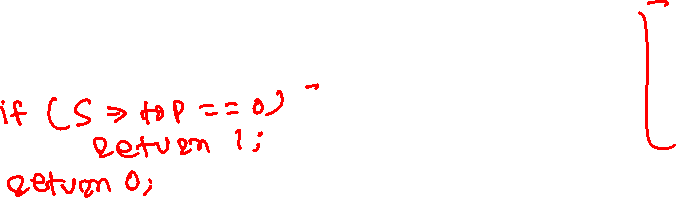 if (S => top == 0)
return 1;
return 0;